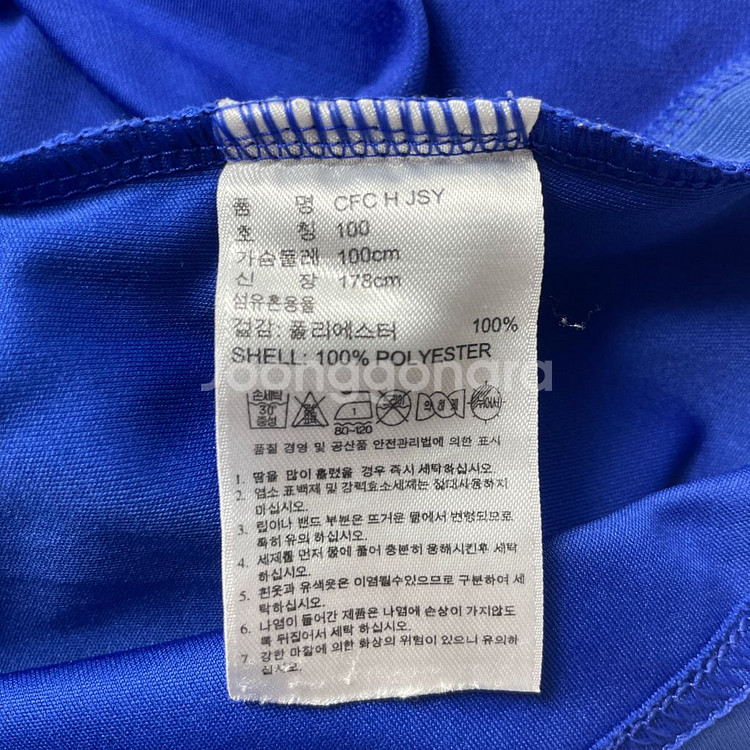 품 명 CFC H JSY
호 칭 100
가슴둘레 100cm
신 장 178cm
섬유혼용율
겉감: 폴리에스터 100%
SHELL: 100% POLYESTER
Joonggonara
손세탁
30
중성
1
80~120
드라이
뉘어서
품질 경영 및 공산품 안전관리법에 의한 표시
1. 땀을 많이 흘렸을 경우 즉시 세탁하십시오.
2. 염소 표백제 및 강력효소세제는 절대사용하지
마십시오.
3. 립이나 밴드 부분은 뜨거운 물에서 변형되므로
특히 유의 하십시오.
4. 세제를 먼저 물에 풀어 충분히 용해시킨후 세탁
하십시오.
5. 흰옷과 유색옷은 이염될수있으므로 구분하여 세
탁하십시오.
6. 나염이 들어간 제품은 나염에 손상이 가지않도
록 뒤집어서 세탁 하십시오.
7. 강한 마찰에 의한 화상의 위험이 있으니 유의하
십시오.